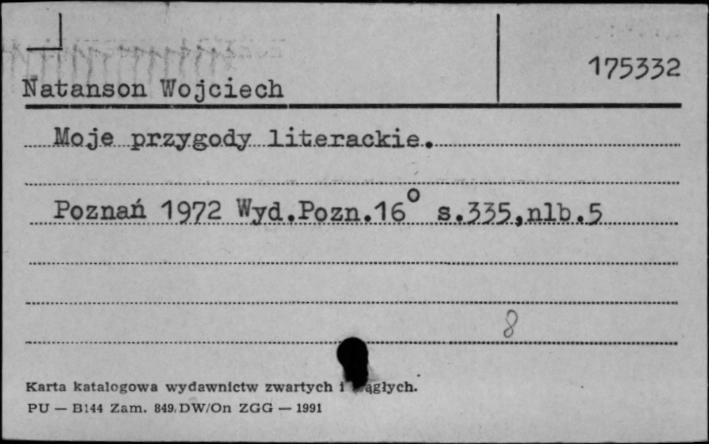 175332
Natanson Wojciech
Moje przygody literackie.
Poznań 1972 Wyd.Pozn.16° s.335,nlb.5
8
Karta katalogowa wydawnictw zwartych i
PU — B144 Zam. 849. DW/On ZGG — 1991